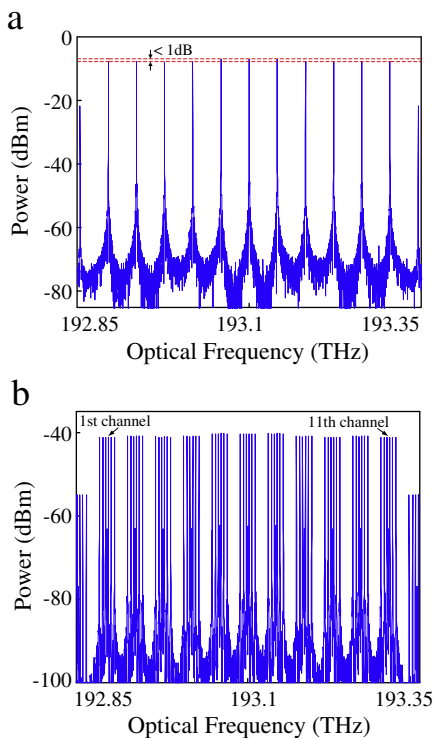 a
< 1dB
0
-20
-40
-60
-80
Power (dBm)
192.85
193.1
193.35
Optical Frequency (THz)
b
1st channel
11th channel
-40
-60
-80
-100
Power (dBm)
192.85
193.1
193.35
Optical Frequency (THz)